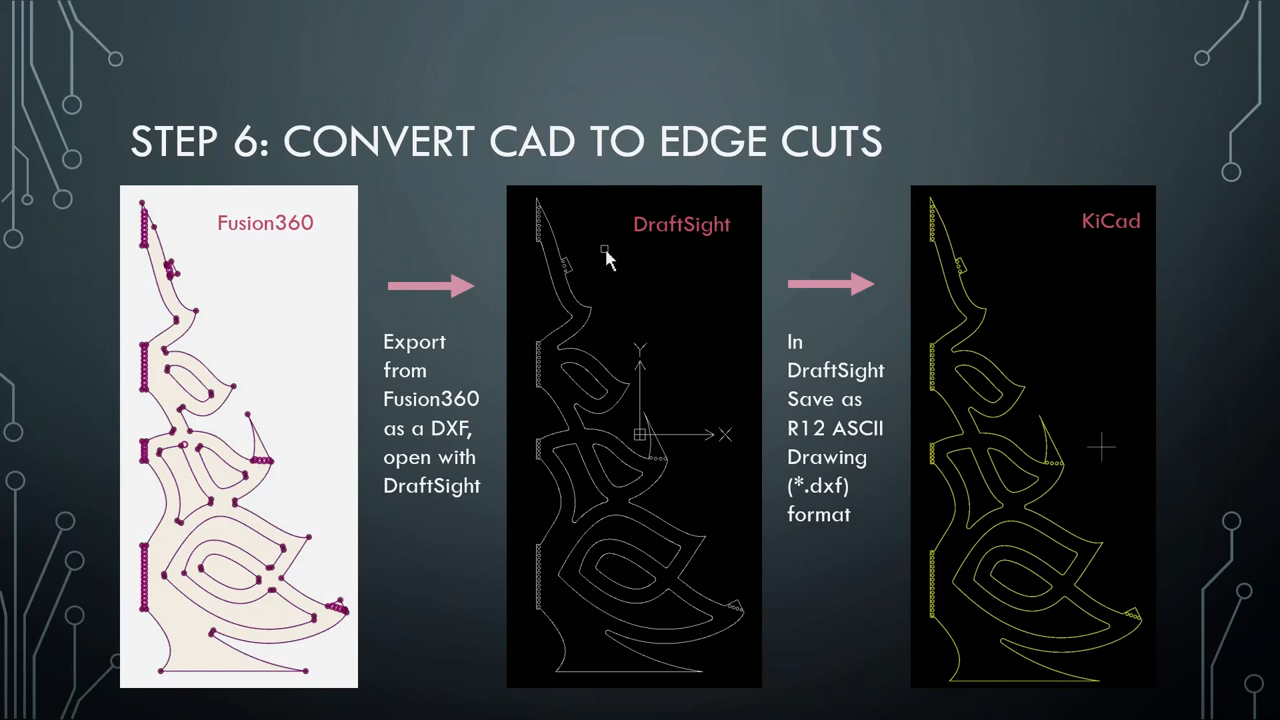 STEP 6: CONVERT CAD TO EDGE CUTS
Fusion360
Export
from
Fusion360
as a DXF,
open with
DraftSight
DraftSight
Y
X
In
DraftSight
Save as
R12 ASCII
Drawing
(*.dxf)
format
KiCad